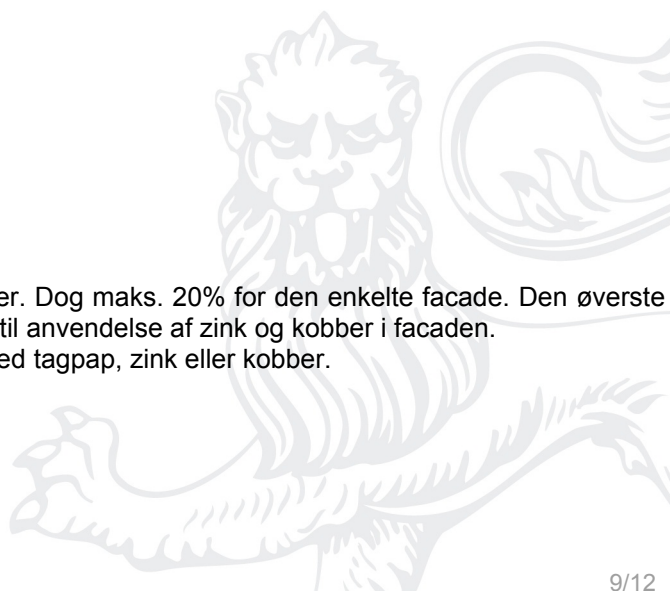 er. Dog maks. 20% for den enkelte facade. Den øverste
til anvendelse af zink og kobber i facaden.
ed tagpap, zink eller kobber.
9/12